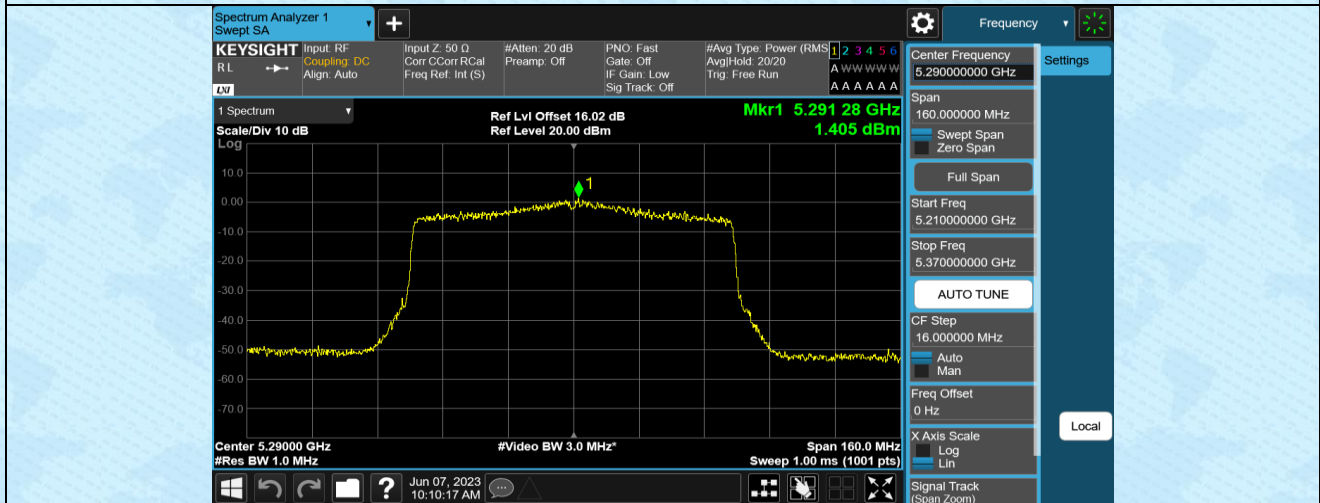 Spectrum Analyzer 1
Swept SA
+
Frequency
KEYSIGHT
R L
LXI
Input: RF
Coupling: DC
Align: Auto
Input Z: 50 Ω
Corr CCorr RCal
Freq Ref: Int (S)
#Atten: 20 dB
Preamp: Off
PNO: Fast
Gate: Off
IF Gain: Low
Sig Track: Off
#Avg Type: Power (RMS
Avg|Hold: 20/20
Trig: Free Run
1 2 3 4 5 6
A W W W W W
A A A A A A
1 Spectrum
Scale/Div 10 dB
Log
Ref Lvl Offset 16.02 dB
Ref Level 20.00 dBm
Mkr1 5.291 28 GHz
1.405 dBm
1
10.0
0.00
-10.0
-20.0
-30.0
-40.0
-50.0
-60.0
-70.0
Center 5.29000 GHz
#Res BW 1.0 MHz
#Video BW 3.0 MHz*
Span 160.0 MHz
Sweep 1.00 ms (1001 pts)
Jun 07, 2023
10:10:17 AM
?
Center Frequency
5.290000000 GHz
Settings
Span
160.000000 MHz
Swept Span
Zero Span
Full Span
Start Freq
5.210000000 GHz
Stop Freq
5.370000000 GHz
AUTO TUNE
CF Step
16.000000 MHz
Auto
Man
Freq Offset
0 Hz
Local
X Axis Scale
Log
Lin
Signal Track
(Span Zoom)